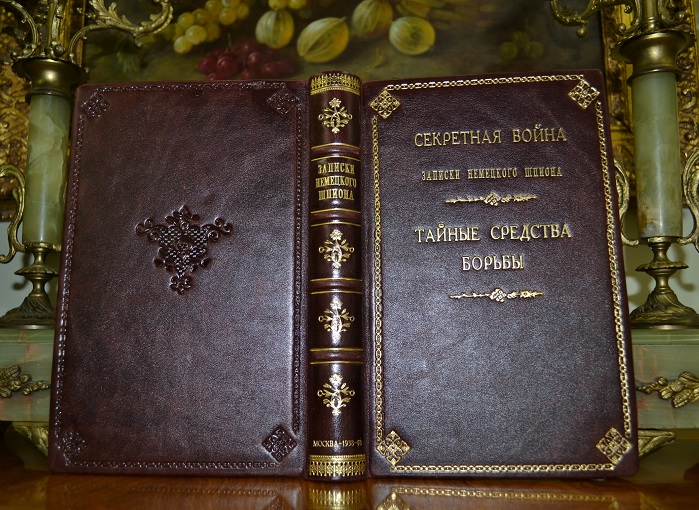 ЗАПИСКИ
НЕМЕЦКОГО
ШПИОНА
СЕКРЕТНАЯ ВОЙНА
ЗАПИСКИ НЕМЕЦКОГО ШПИОНА
ТАЙНЫЕ СРЕДСТВА
БОРЬБЫ
МОСКВА